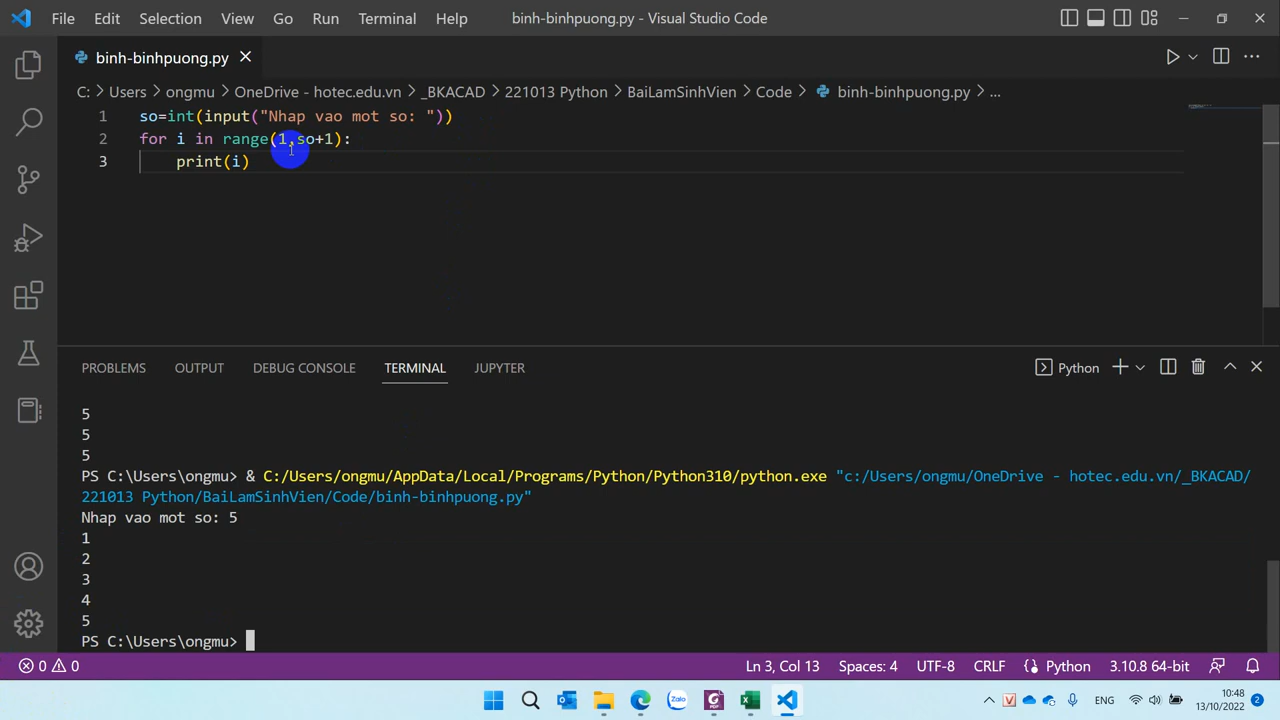 File Edit Selection View Go Run Terminal Help binh-binhpuong.py - Visual Studio Code
binh-binhpuong.py
C: > Users > ongmu > OneDrive - hotec.edu.vn > _BKACAD > 221013 Python > BaiLamSinhVien > Code > binh-binhpuong.py > ...
1 so=int(input("Nhap vao mot so: "))
2 for i in range(1,so+1):
3 print(i)
PROBLEMS OUTPUT DEBUG CONSOLE TERMINAL JUPYTER Python
5
5
5
PS C:\Users\ongmu> & C:/Users/ongmu/AppData/Local/Programs/Python/Python310/python.exe "c:/Users/ongmu/OneDrive - hotec.edu.vn/_BKACAD/
221013 Python/BaiLamSinhVien/Code/binh-binhpuong.py"
Nhap vao mot so: 5
1
2
3
4
5
PS C:\Users\ongmu>
0 0 Ln 3, Col 13 Spaces: 4 UTF-8 CRLF Python 3.10.8 64-bit
Zalo PDF ENG 10:48
13/10/2022 2